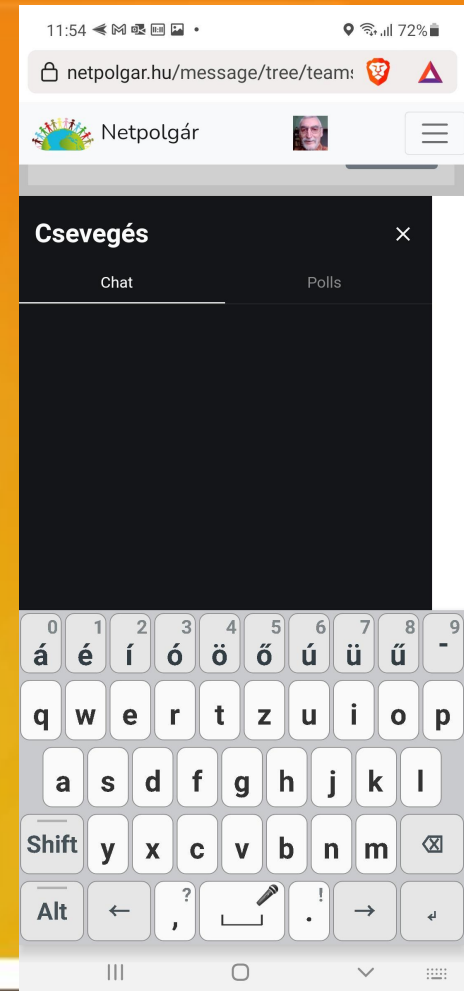 11:54
72%
netpolgar.hu/message/tree/team
Netpolgár
Csevegés
Chat Polls
0 1 2 3 4 5 6 7 8 9
á é í ó ö ő ú ü ű -
q w e r t z u i o p
a s d f g h j k l
Shift y x c v b n m
? !
Alt ← , . →